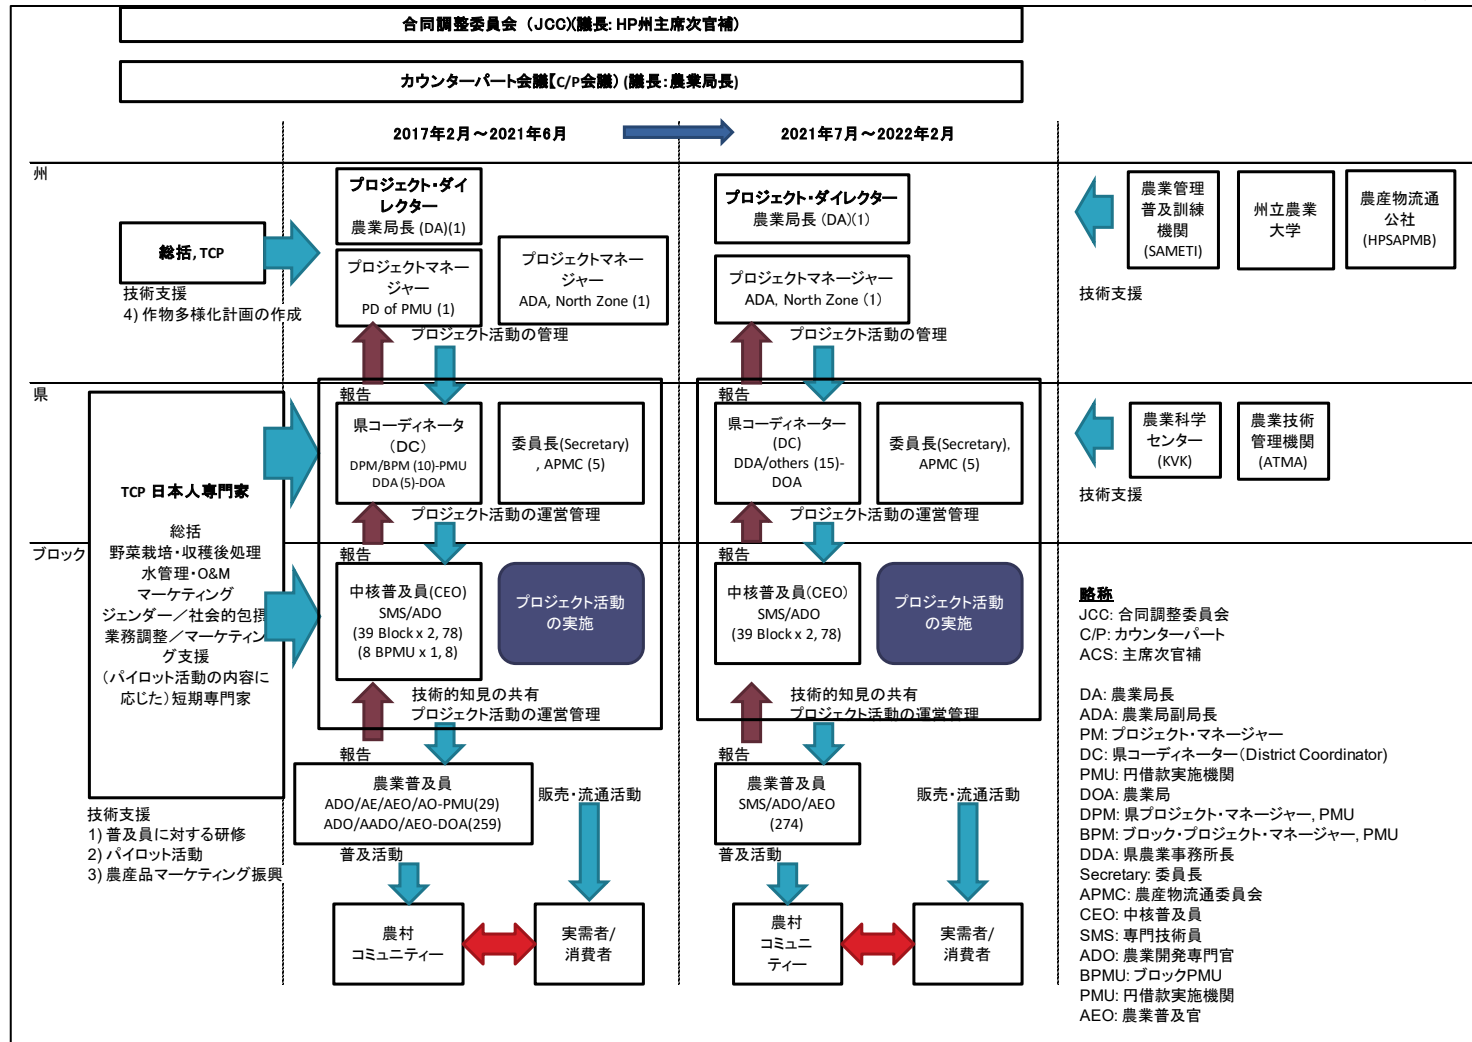 合同調整委員会 (JCC)(議長: HP州主席次官補)
カウンターパート会議【C/P会議) (議長:農業局長)
2017年2月～2021年6月
2021年7月～2022年2月
州
総括, TCP
技術支援
4) 作物多様化計画の作成
プロジェクト・ダイ
レクター
農業局長 (DA)(1)
プロジェクトマネー
ジャー
PD of PMU (1)
プロジェクトマネー
ジャー
ADA, North Zone (1)
プロジェクト活動の管理
報告
プロジェクト・ダイレクター
農業局長 (DA)(1)
プロジェクトマネージャー
ADA, North Zone (1)
プロジェクト活動の管理
報告
農業管理
普及訓練
機関
(SAMETI)
州立農業
大学
農産物流通
公社
(HPSAPMB)
技術支援
県
TCP 日本人専門家
総括
野菜栽培・収穫後処理
水管理・O&M
マーケティング
ジェンダー／社会的包摂
業務調整／マーケティン
グ支援
(パイロット活動の内容に
応じた)短期専門家
技術支援
1) 普及員に対する研修
2) パイロット活動
3) 農産品マーケティング振興
県コーディネータ
(DC)
DPM/BPM (10)-PMU
DDA (5)-DOA
委員長(Secretary)
, APMC (5)
プロジェクト活動の運営管理
報告
県コーディネーター
(DC)
DDA/others (15)-
DOA
委員長(Secretary),
APMC (5)
プロジェクト活動の運営管理
報告
農業科学
センター
(KVK)
農業技術
管理機関
(ATMA)
技術支援
ブロック
中核普及員(CEO)
SMS/ADO
(39 Block x 2, 78)
(8 BPMU x 1, 8)
プロジェクト活動
の実施
技術的知見の共有
プロジェクト活動の運営管理
報告
中核普及員(CEO)
SMS/ADO
(39 Block x 2, 78)
プロジェクト活動
の実施
技術的知見の共有
プロジェクト活動の運営管理
報告
農業普及員
ADO/AE/AEO/AO-PMU(29)
ADO/AADO/AEO-DOA(259)
販売・流通活動
普及活動
農村
コミュニティー
実需者/
消費者
農業普及員
SMS/ADO/AEO
(274)
販売・流通活動
普及活動
農村
コミュニ
ティー
実需者/
消費者
略称
JCC: 合同調整委員会
C/P: カウンターパート
ACS: 主席次官補
DA: 農業局長
ADA: 農業局副局長
PM: プロジェクト・マネージャー
DC: 県コーディネーター(District Coordinator)
PMU: 円借款実施機関
DOA: 農業局
DPM: 県プロジェクト・マネージャー, PMU
BPM: ブロック・プロジェクト・マネージャー, PMU
DDA: 県農業事務所長
Secretary: 委員長
APMC: 農産物流通委員会
CEO: 中核普及員
SMS: 専門技術員
ADO: 農業開発専門官
BPMU: ブロックPMU
PMU: 円借款実施機関
AEO: 農業普及官